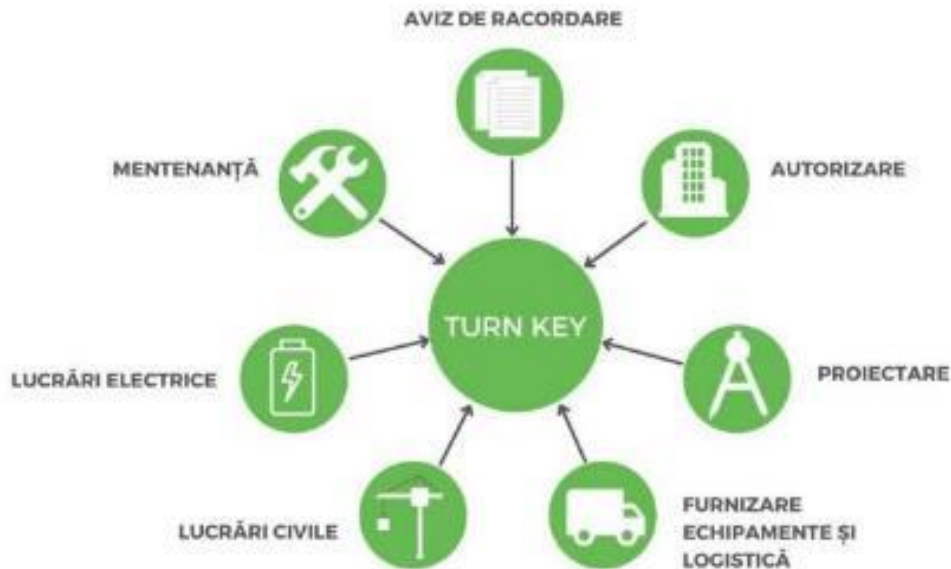 AVIZ DE RACORDARE
MENTENANȚĂ
AUTORIZARE
TURN KEY
LUCRĂRI ELECTRICE
PROIECTARE
LUCRĂRI CIVILE
FURNIZARE
ECHIPAMENTE ȘI
LOGISTICĂ